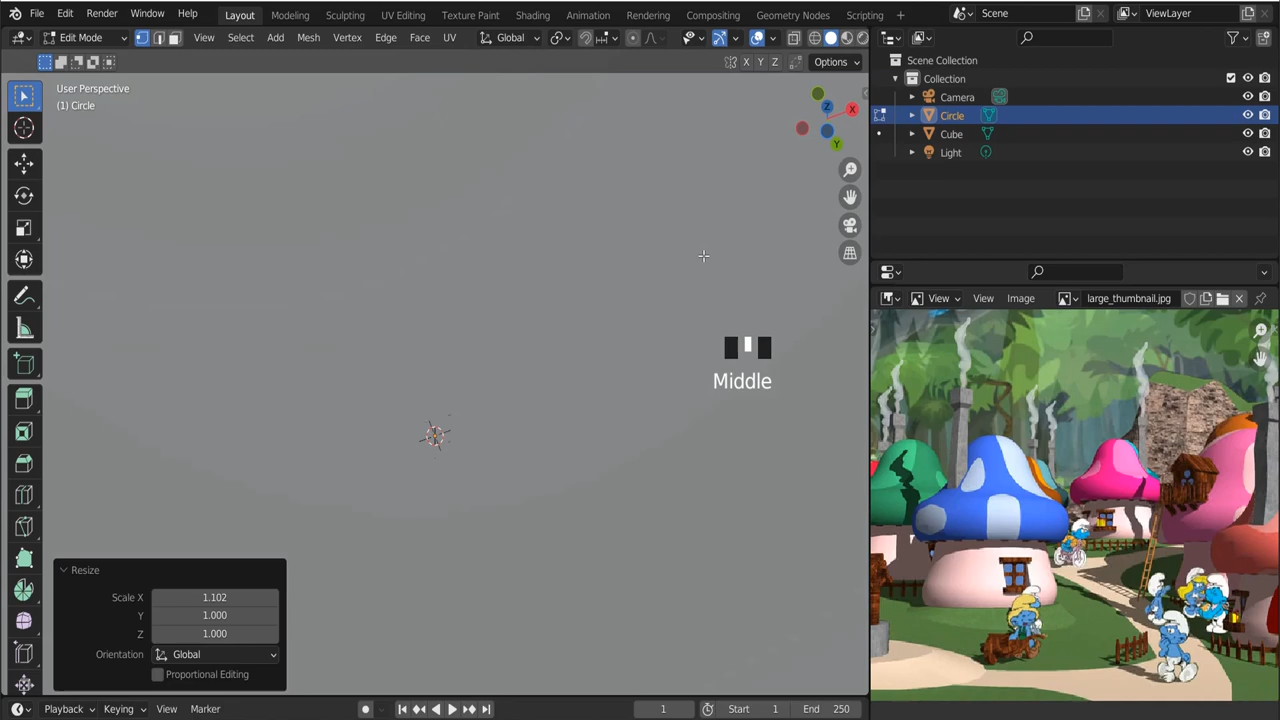 File Edit Render Window Help Layout Modeling Sculpting UV Editing Texture Paint Shading Animation Rendering Compositing Geometry Nodes Scripting + Scene ViewLayer
Edit Mode View Select Add Mesh Vertex Edge Face UV Global
X Y Z Options
User Perspective
(1) Circle
Z X Y
Scene Collection
Collection
Camera
Circle
Cube
Light
View View Image large_thumbnail.jpg
Middle
Resize
Scale X 1.102
Y 1.000
Z 1.000
Orientation Global
Proportional Editing
Playback Keying View Marker 1 Start 1 End 250